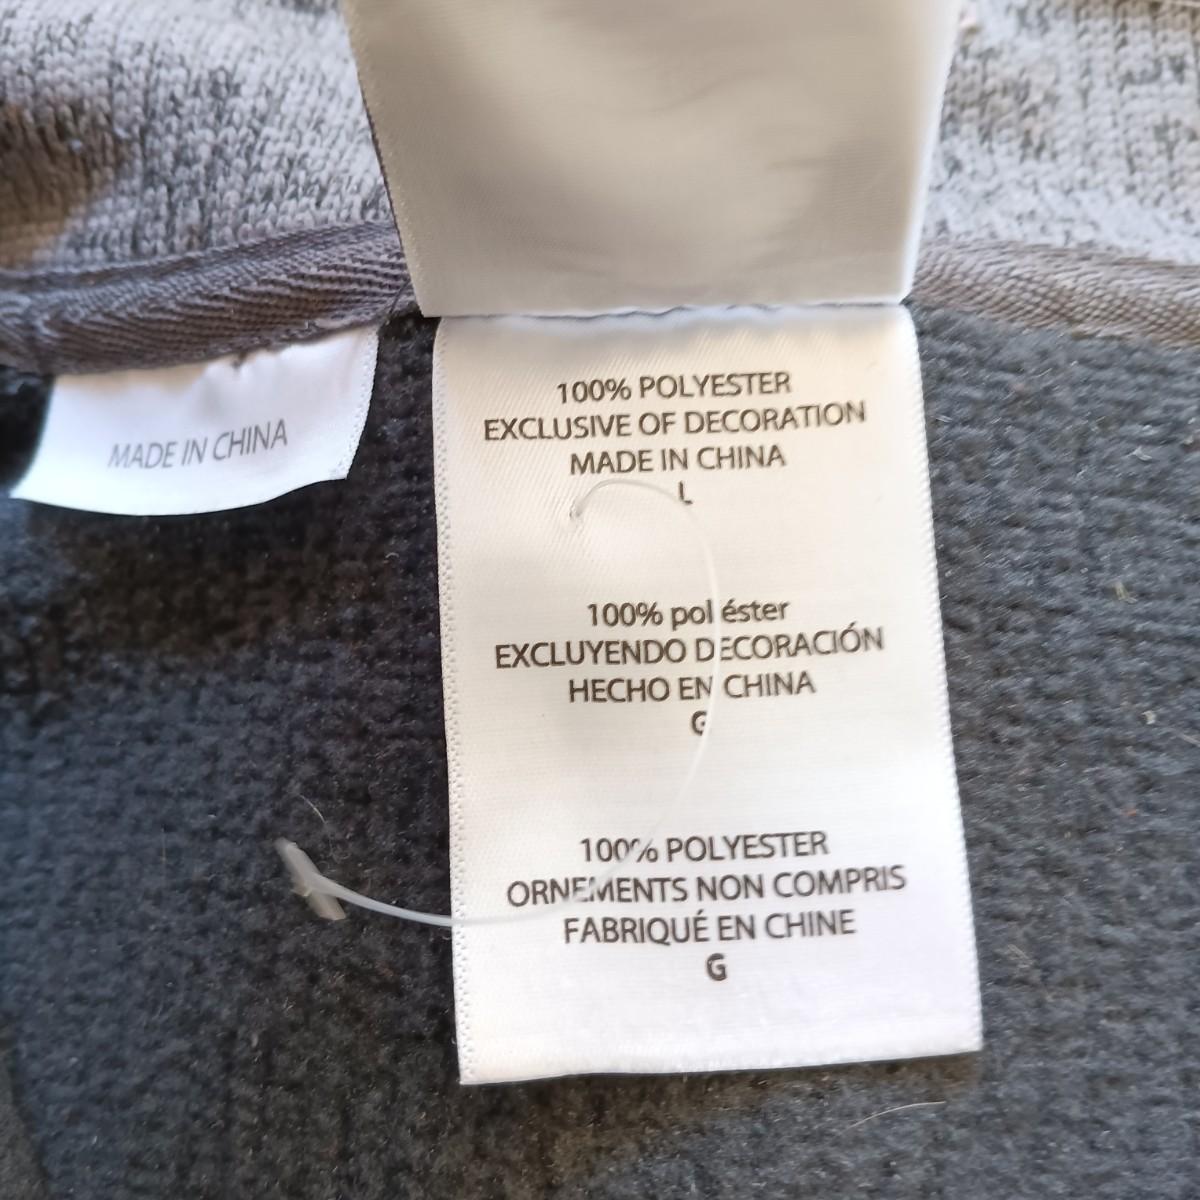 MADE IN CHINA
100% POLYESTER
EXCLUSIVE OF DECORATION
MADE IN CHINA
L
100% poliéster
EXCLUYENDO DECORACIÓN
HECHO EN CHINA
G
100% POLYESTER
ORNEMENTS NON COMPRIS
FABRIQUÉ EN CHINE
G